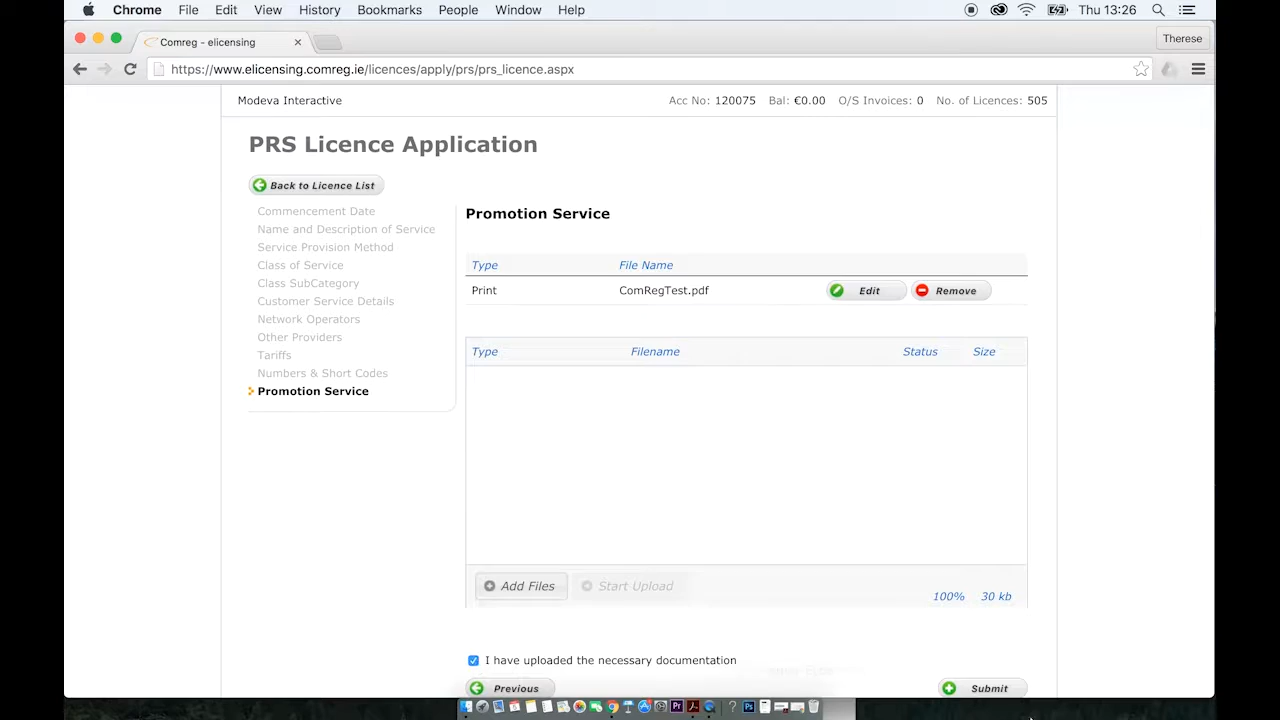 Chrome File Edit View History Bookmarks People Window Help Thu 13:26
Comreg - elicensing Therese
https://www.elicensing.comreg.ie/licences/apply/prs/prs_licence.aspx
Modeva Interactive Acc No: 120075 Bal: €0.00 O/S Invoices: 0 No. of Licences: 505
PRS Licence Application
Back to Licence List
Commencement Date
Name and Description of Service
Service Provision Method
Class of Service
Class SubCategory
Customer Service Details
Network Operators
Other Providers
Tariffs
Numbers & Short Codes
Promotion Service
Promotion Service
Type File Name
Print ComRegTest.pdf Edit Remove
Type Filename Status Size
Add Files Start Upload 100% 30 kb
I have uploaded the necessary documentation
Previous Submit
Pr Ps